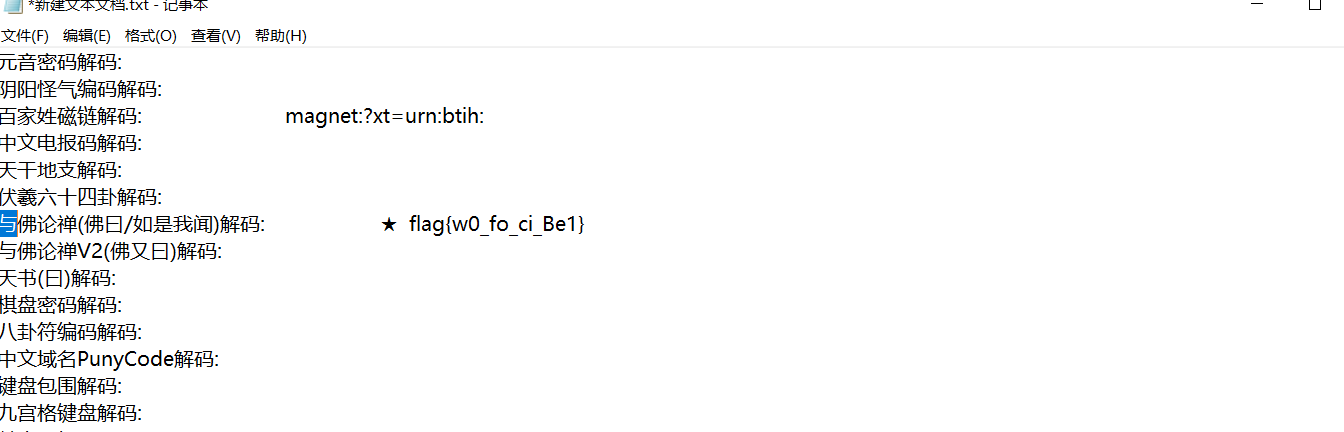 *新建文本文档.txt - 记事本
文件(F) 编辑(E) 格式(O) 查看(V) 帮助(H)
元音密码解码:
阴阳怪气编码解码:
百家姓磁链解码: magnet:?xt=urn:btih:
中文电报码解码:
天干地支解码:
伏羲六十四卦解码:
与佛论禅(佛曰/如是我闻)解码: ★ flag{w0_fo_ci_Be1}
与佛论禅V2(佛又曰)解码:
天书(曰)解码:
棋盘密码解码:
八卦符编码解码:
中文域名PunyCode解码:
键盘包围解码:
九宫格键盘解码: